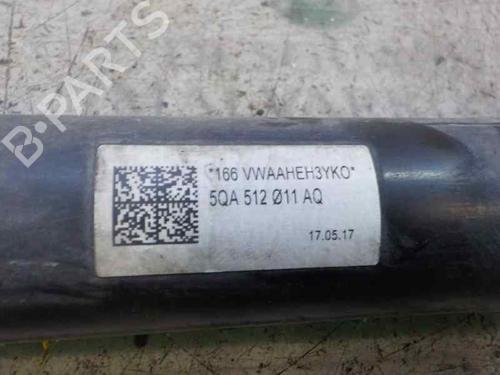 B-PARTS
*166 VWAAHEH3YKO*
5QA 512 Ø11 AQ
17.05.17